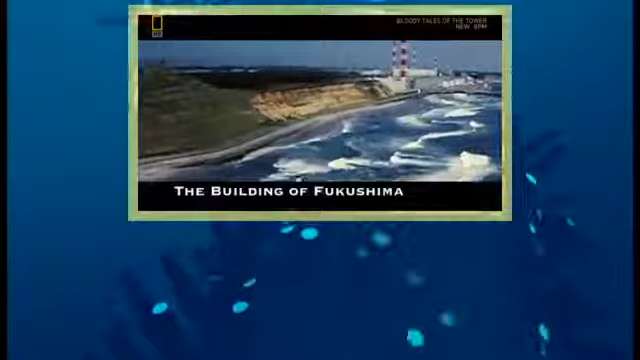 BLOODY TALES OF THE TOWER
NEW 8PM
THE BUILDING OF FUKUSHIMA